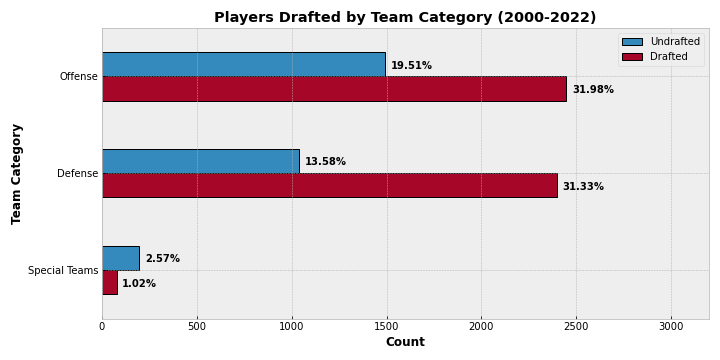 Players Drafted by Team Category (2000-2022)
Undrafted
Drafted
Team Category
Offense
19.51%
31.98%
Defense
13.58%
31.33%
Special Teams
2.57%
1.02%
0 500 1000 1500 2000 2500 3000
Count